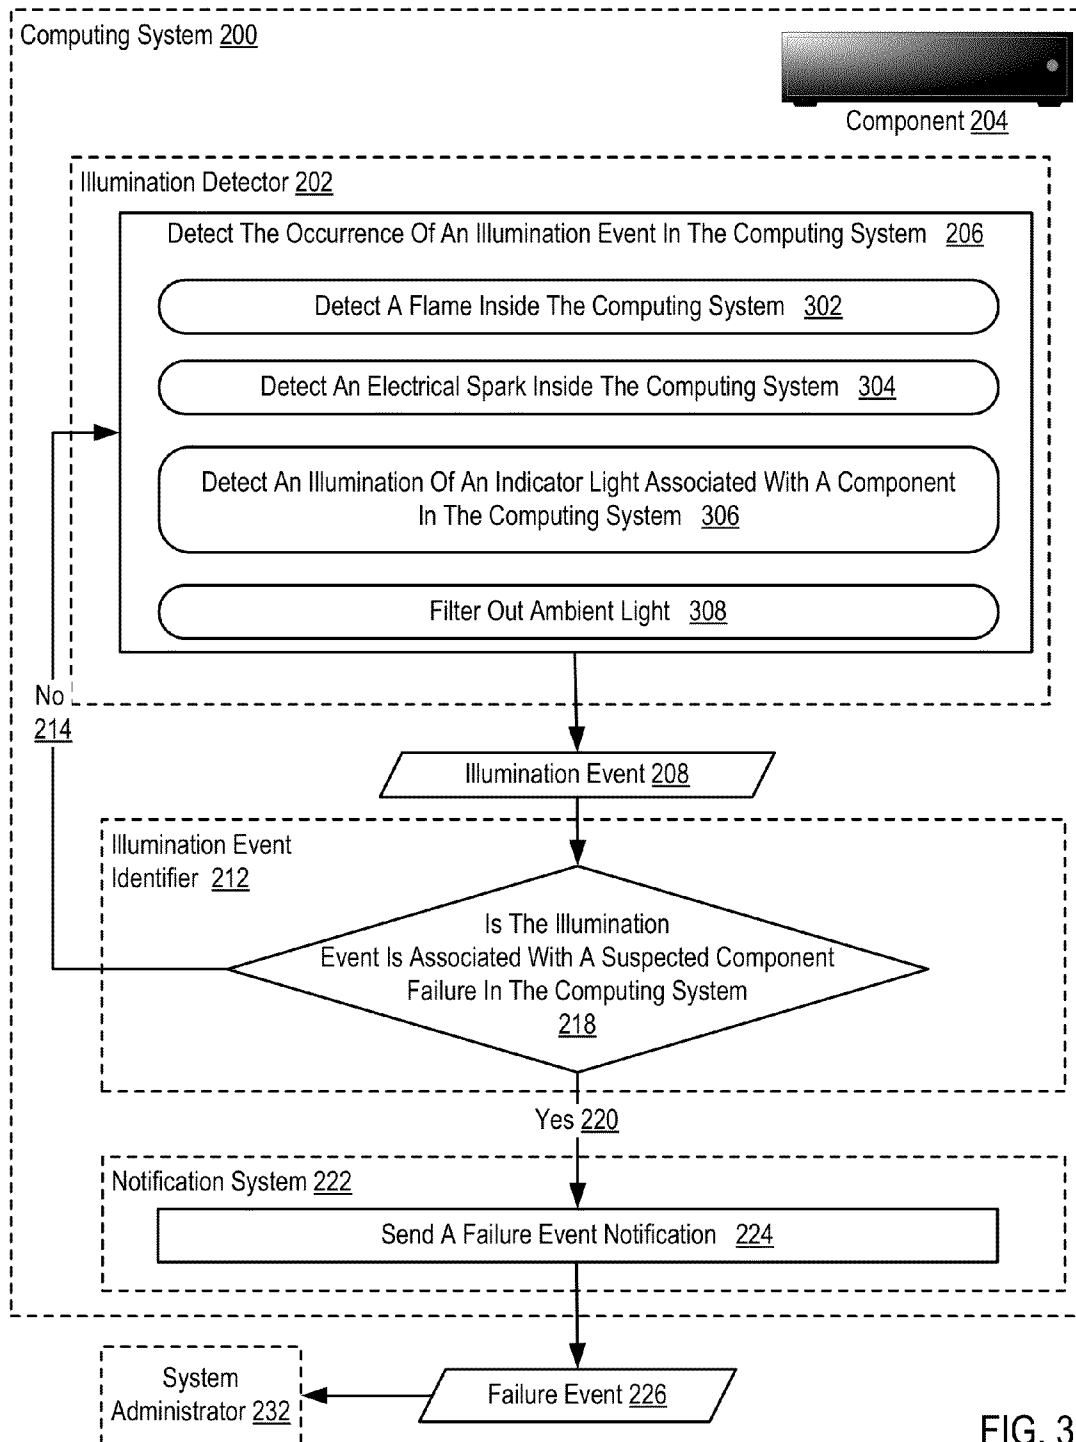 Computing System 200
Component 204
Illumination Detector 202
Detect The Occurrence Of An Illumination Event In The Computing System 206
Detect A Flame Inside The Computing System 302
Detect An Electrical Spark Inside The Computing System 304
Detect An Illumination Of An Indicator Light Associated With A Component
In The Computing System 306
Filter Out Ambient Light 308
No
214
Illumination Event 208
Illumination Event
Identifier 212
Is The Illumination
Event Is Associated With A Suspected Component
Failure In The Computing System
218
Yes 220
Notification System 222
Send A Failure Event Notification 224
System
Administrator 232
Failure Event 226
FIG. 3